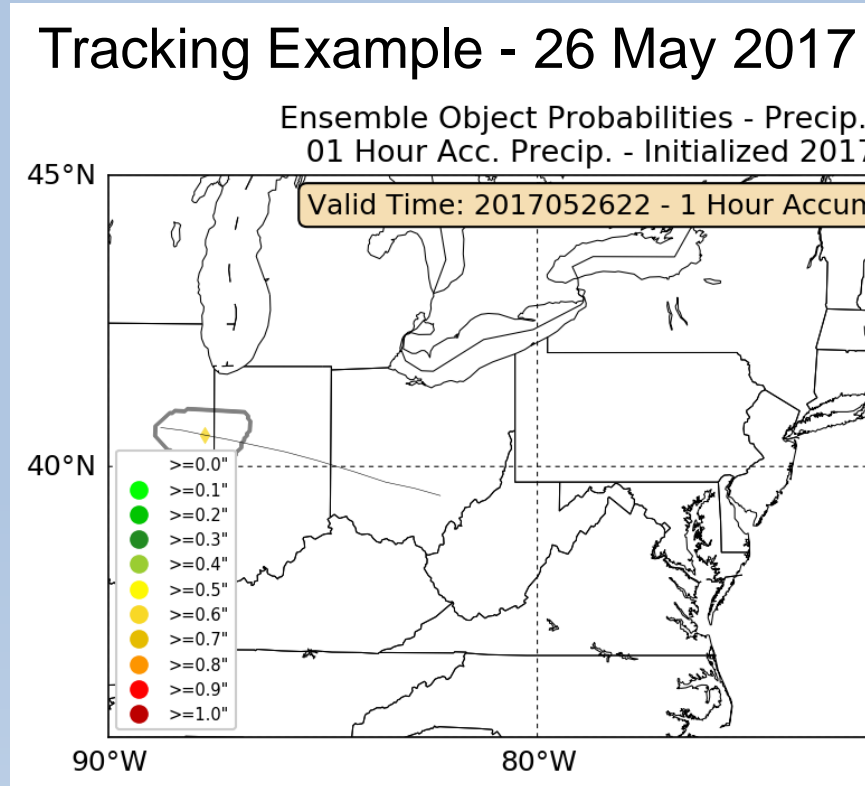 Tracking Example - 26 May 2017
Ensemble Object Probabilities - Precip.
01 Hour Acc. Precip. - Initialized 2017
45°N
Valid Time: 2017052622 - 1 Hour Accum
40°N
>=0.0"
>=0.1"
>=0.2"
>=0.3"
>=0.4"
>=0.5"
>=0.6"
>=0.7"
>=0.8"
>=0.9"
>=1.0"
90°W
80°W